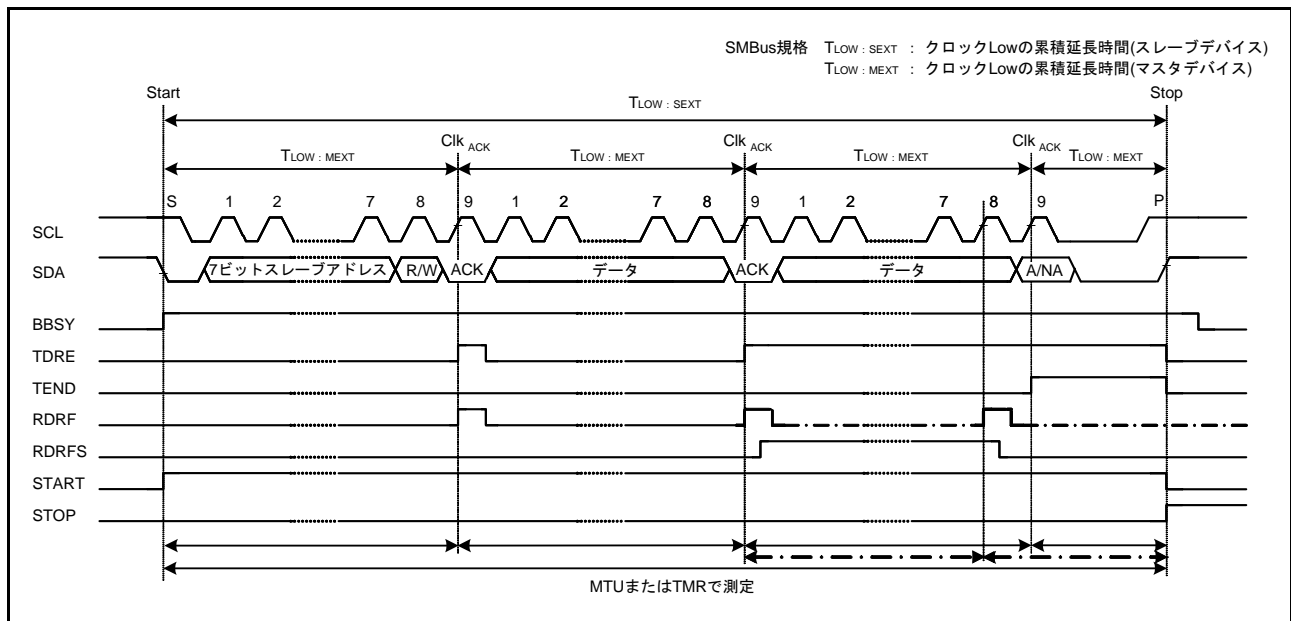 SMBus規格 TLOW : SEXT : クロックLowの累積延長時間(スレーブデバイス)
TLOW : MEXT : クロックLowの累積延長時間(マスタデバイス)
Start
Stop
TLOW : SEXT
Clk ACK
Clk ACK
Clk ACK
TLOW : MEXT
TLOW : MEXT
TLOW : MEXT
TLOW : MEXT
S 1 2 7 8 9 1 2 7 8 9 1 2 7 8 9 P
SCL
SDA 7ビットスレーブアドレス R/W ACK データ ACK データ A/NA
BBSY
TDRE
TEND
RDRF
RDRFS
START
STOP
MTUまたはTMRで測定